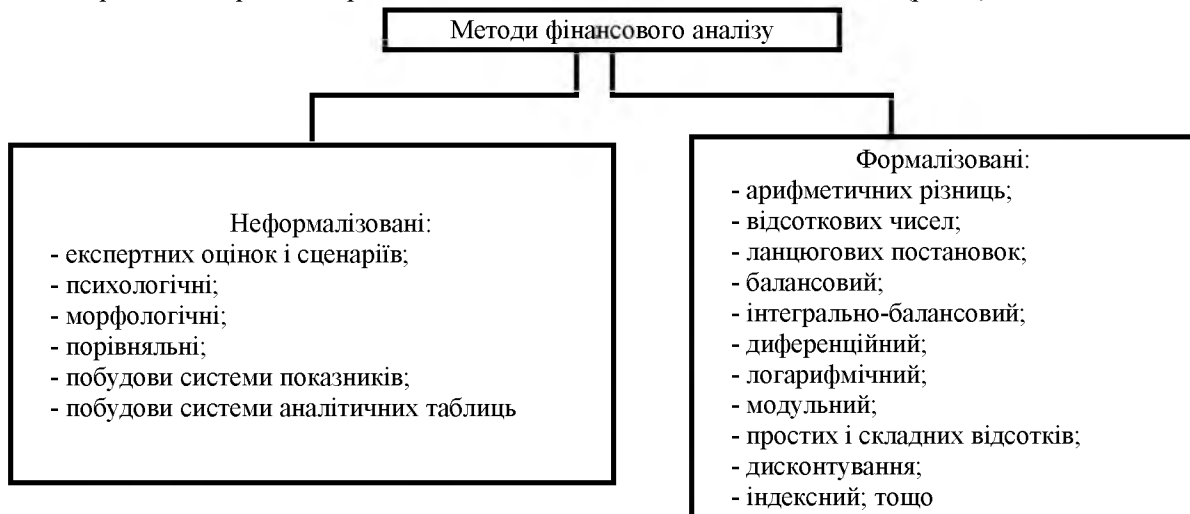 Методи фінансового аналізу
Неформалізовані:
- експертних оцінок і сценаріїв;
- психологічні;
- морфологічні;
- порівняльні;
- побудови системи показників;
- побудови системи аналітичних таблиць
Формалізовані:
- арифметичних різниць;
- відсоткових чисел;
- ланцюгових постановок;
- балансовий;
- інтегрально-балансовий;
- диференційний;
- логарифмічний;
- модульний;
- простих і складних відсотків;
- дисконтування;
- індексний; тощо